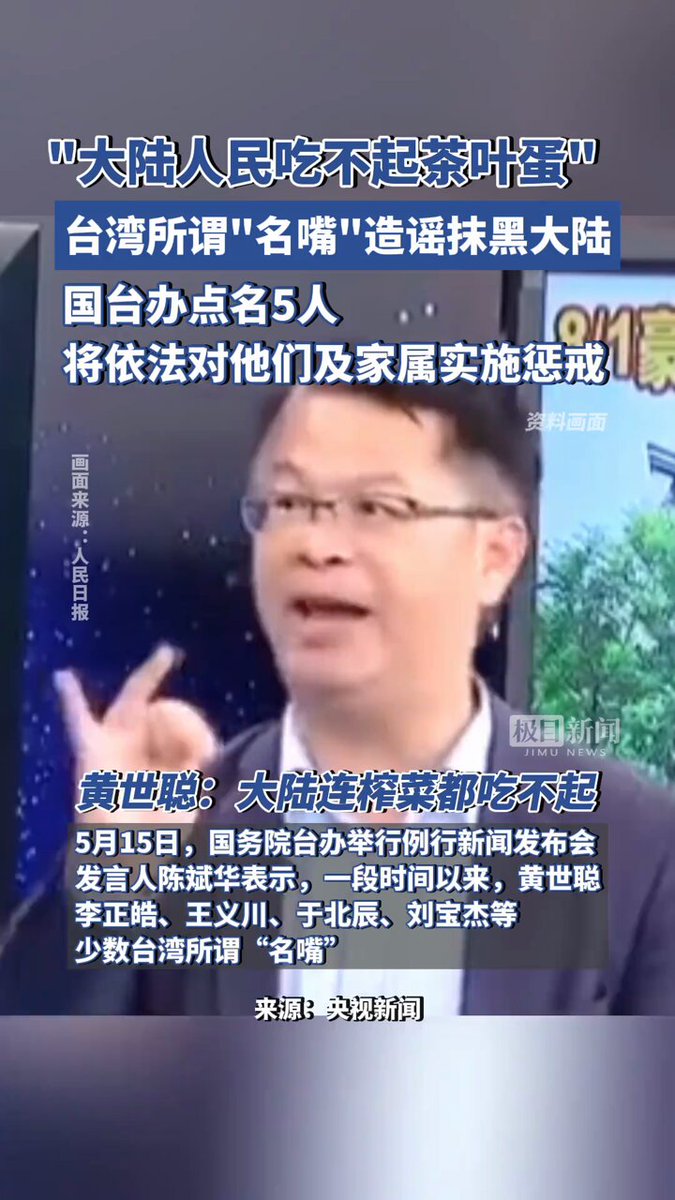 "大陆人民吃不起茶叶蛋"
台湾所谓"名嘴"造谣抹黑大陆
国台办点名5人
将依法对他们及家属实施惩戒
8/1豪
资料画面
画面来源：人民日报
极目新闻
JIMU NEWS
黄世聪：大陆连榨菜都吃不起
5月15日，国务院台办举行例行新闻发布会
发言人陈斌华表示，一段时间以来，黄世聪
李正皓、王义川、于北辰、刘宝杰等
少数台湾所谓“名嘴”
来源：央视新闻